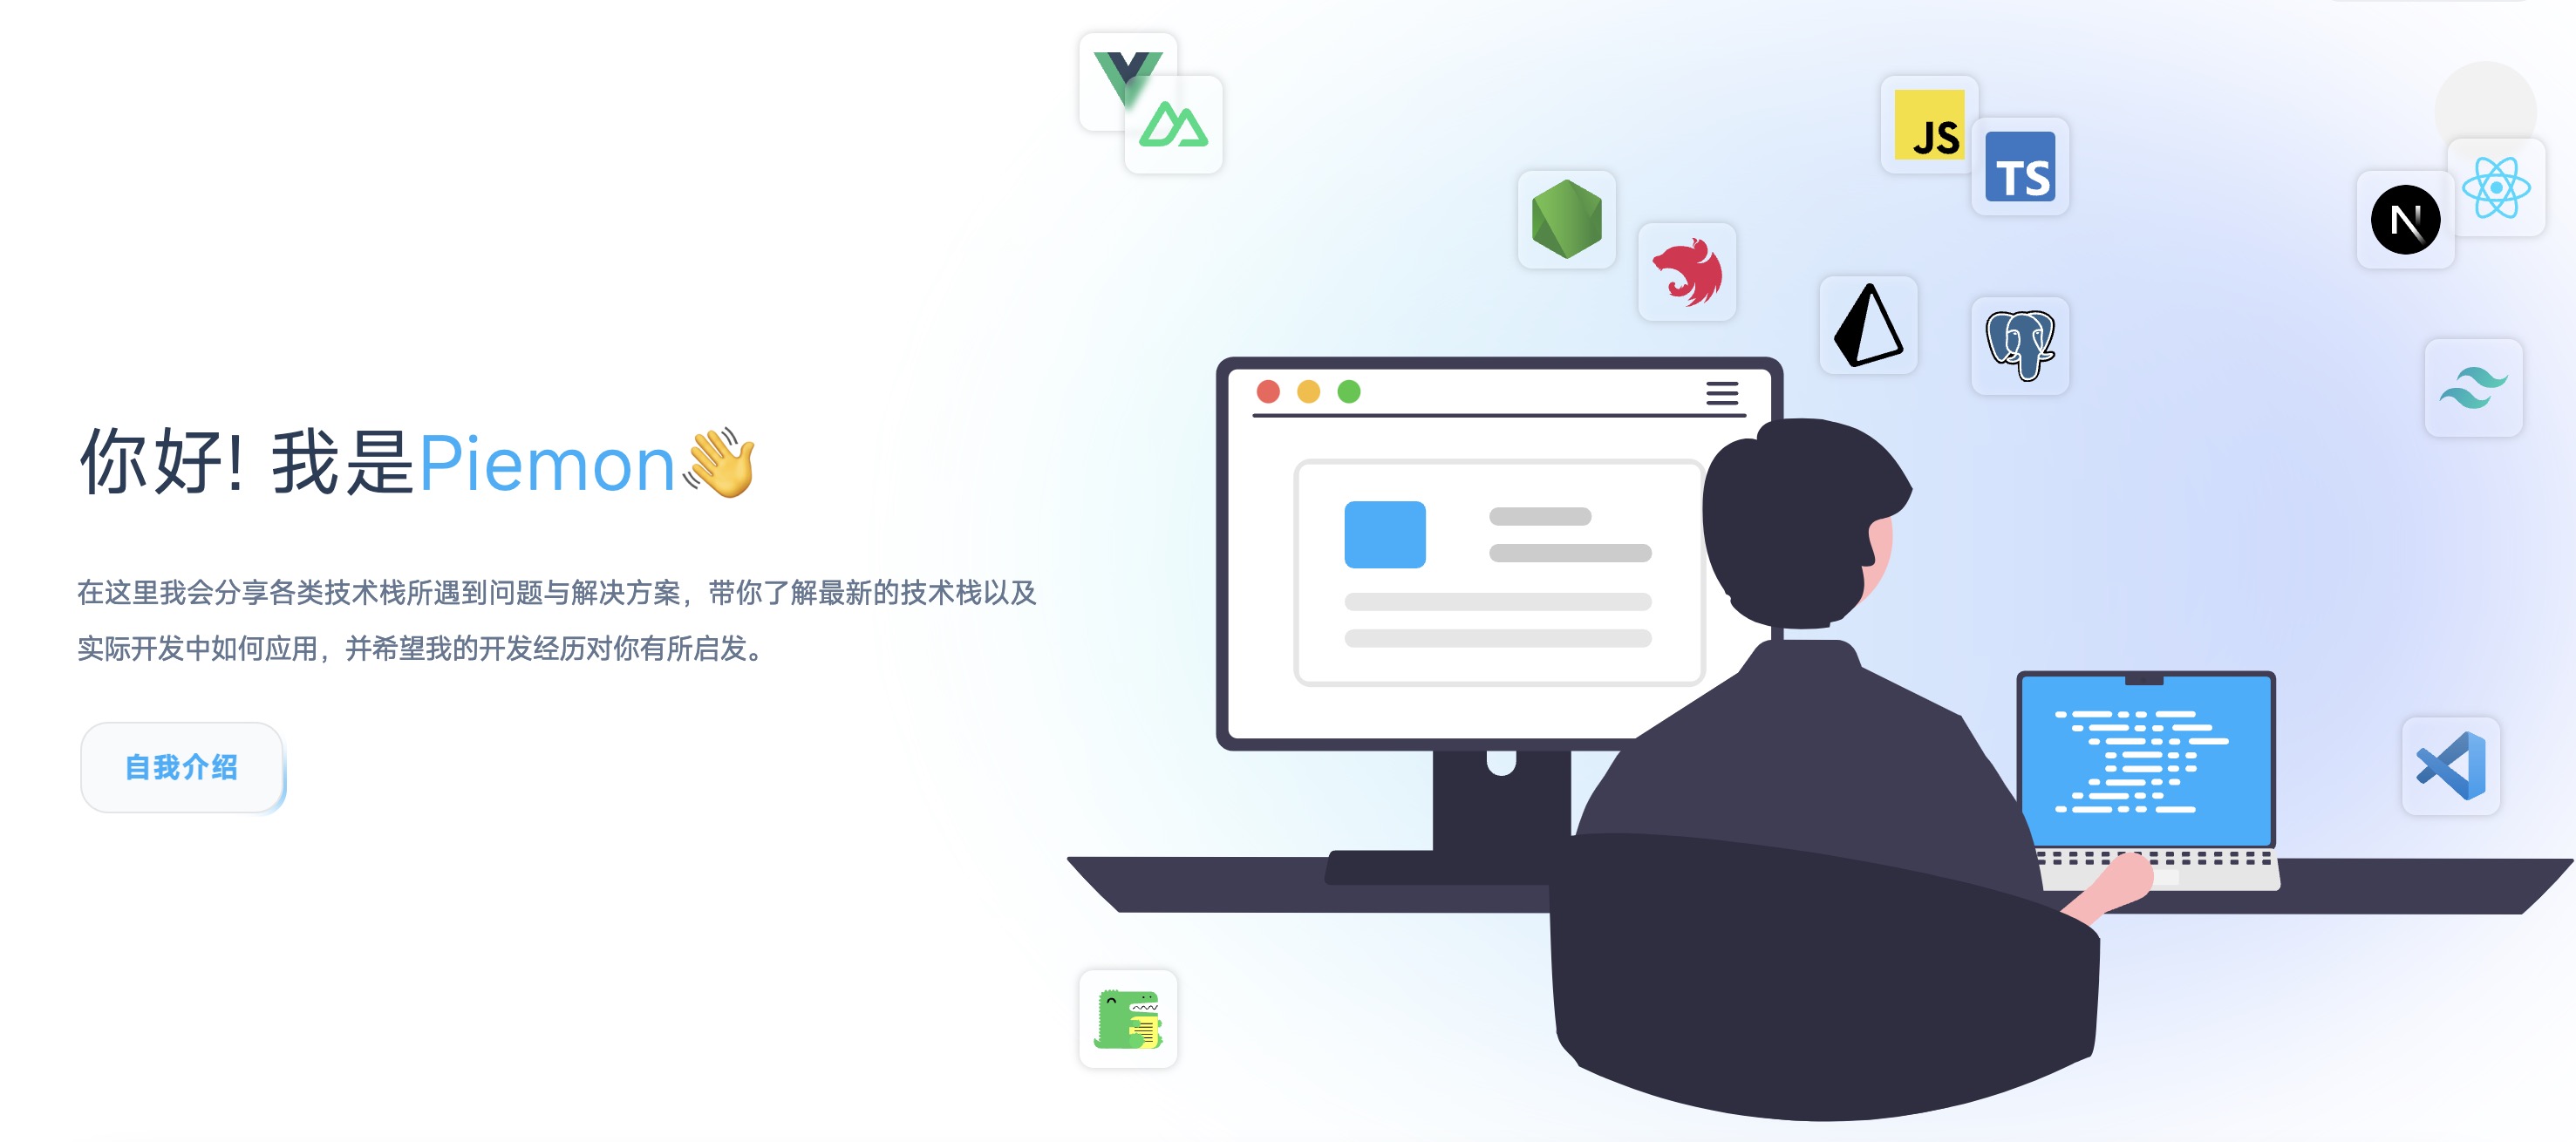 你好! 我是Piemon👋
在这里我会分享各类技术栈所遇到问题与解决方案，带你了解最新的技术栈以及
实际开发中如何应用，并希望我的开发经历对你有所启发。
自我介绍
JS
TS
N